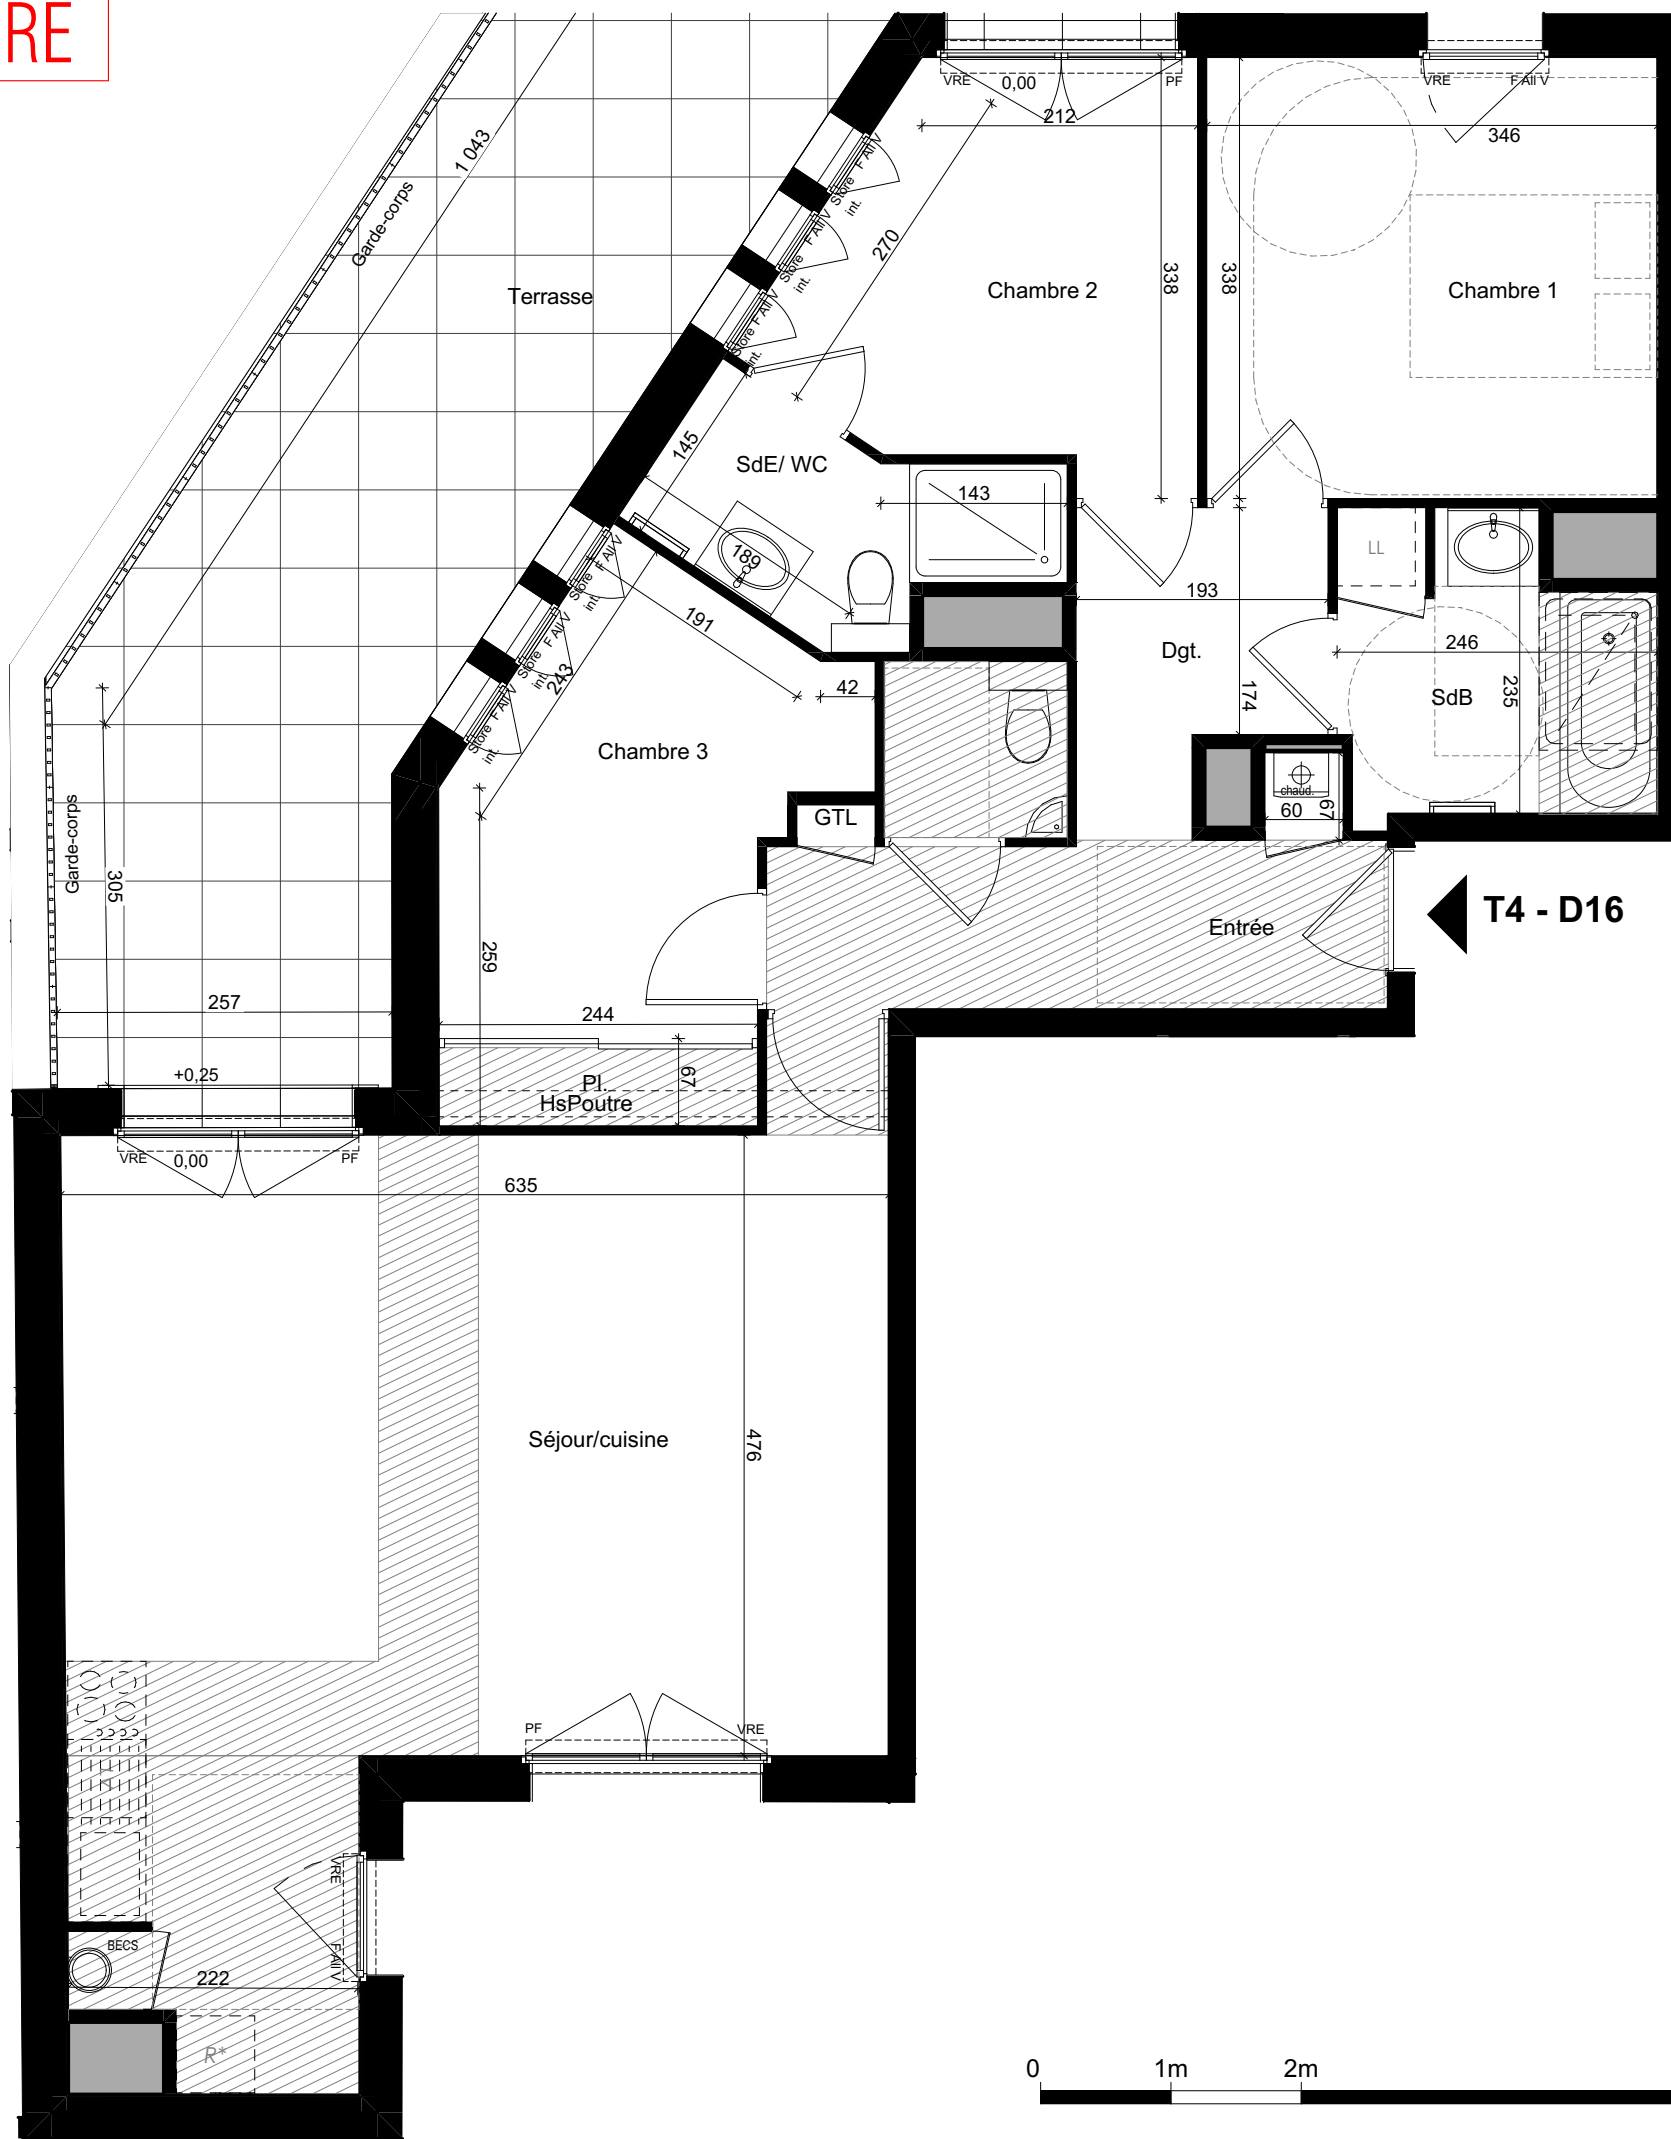 RE
1 043
Garde-corps
Terrasse
VRE
0,00
PF
212
VRE
F All V
346
F All V
Store
int.
F All V
Store
int.
F All V
Store
int.
270
338
338
Chambre 2
Chambre 1
145
SdE/ WC
143
189
LL
193
191
Dgt.
246
235
SdB
174
F All V
Store
int.
F All V
Store
int.
F All V
Store
int.
243
42
Chambre 3
GTL
chaud.
60
67
Garde-corps
305
259
Entrée
T4 - D16
257
244
+0,25
Pl.
HsPoutre
67
VRE
0,00
PF
635
Séjour/cuisine
476
PF
VRE
VRE
F All V
BECS
222
R*
0
1m
2m